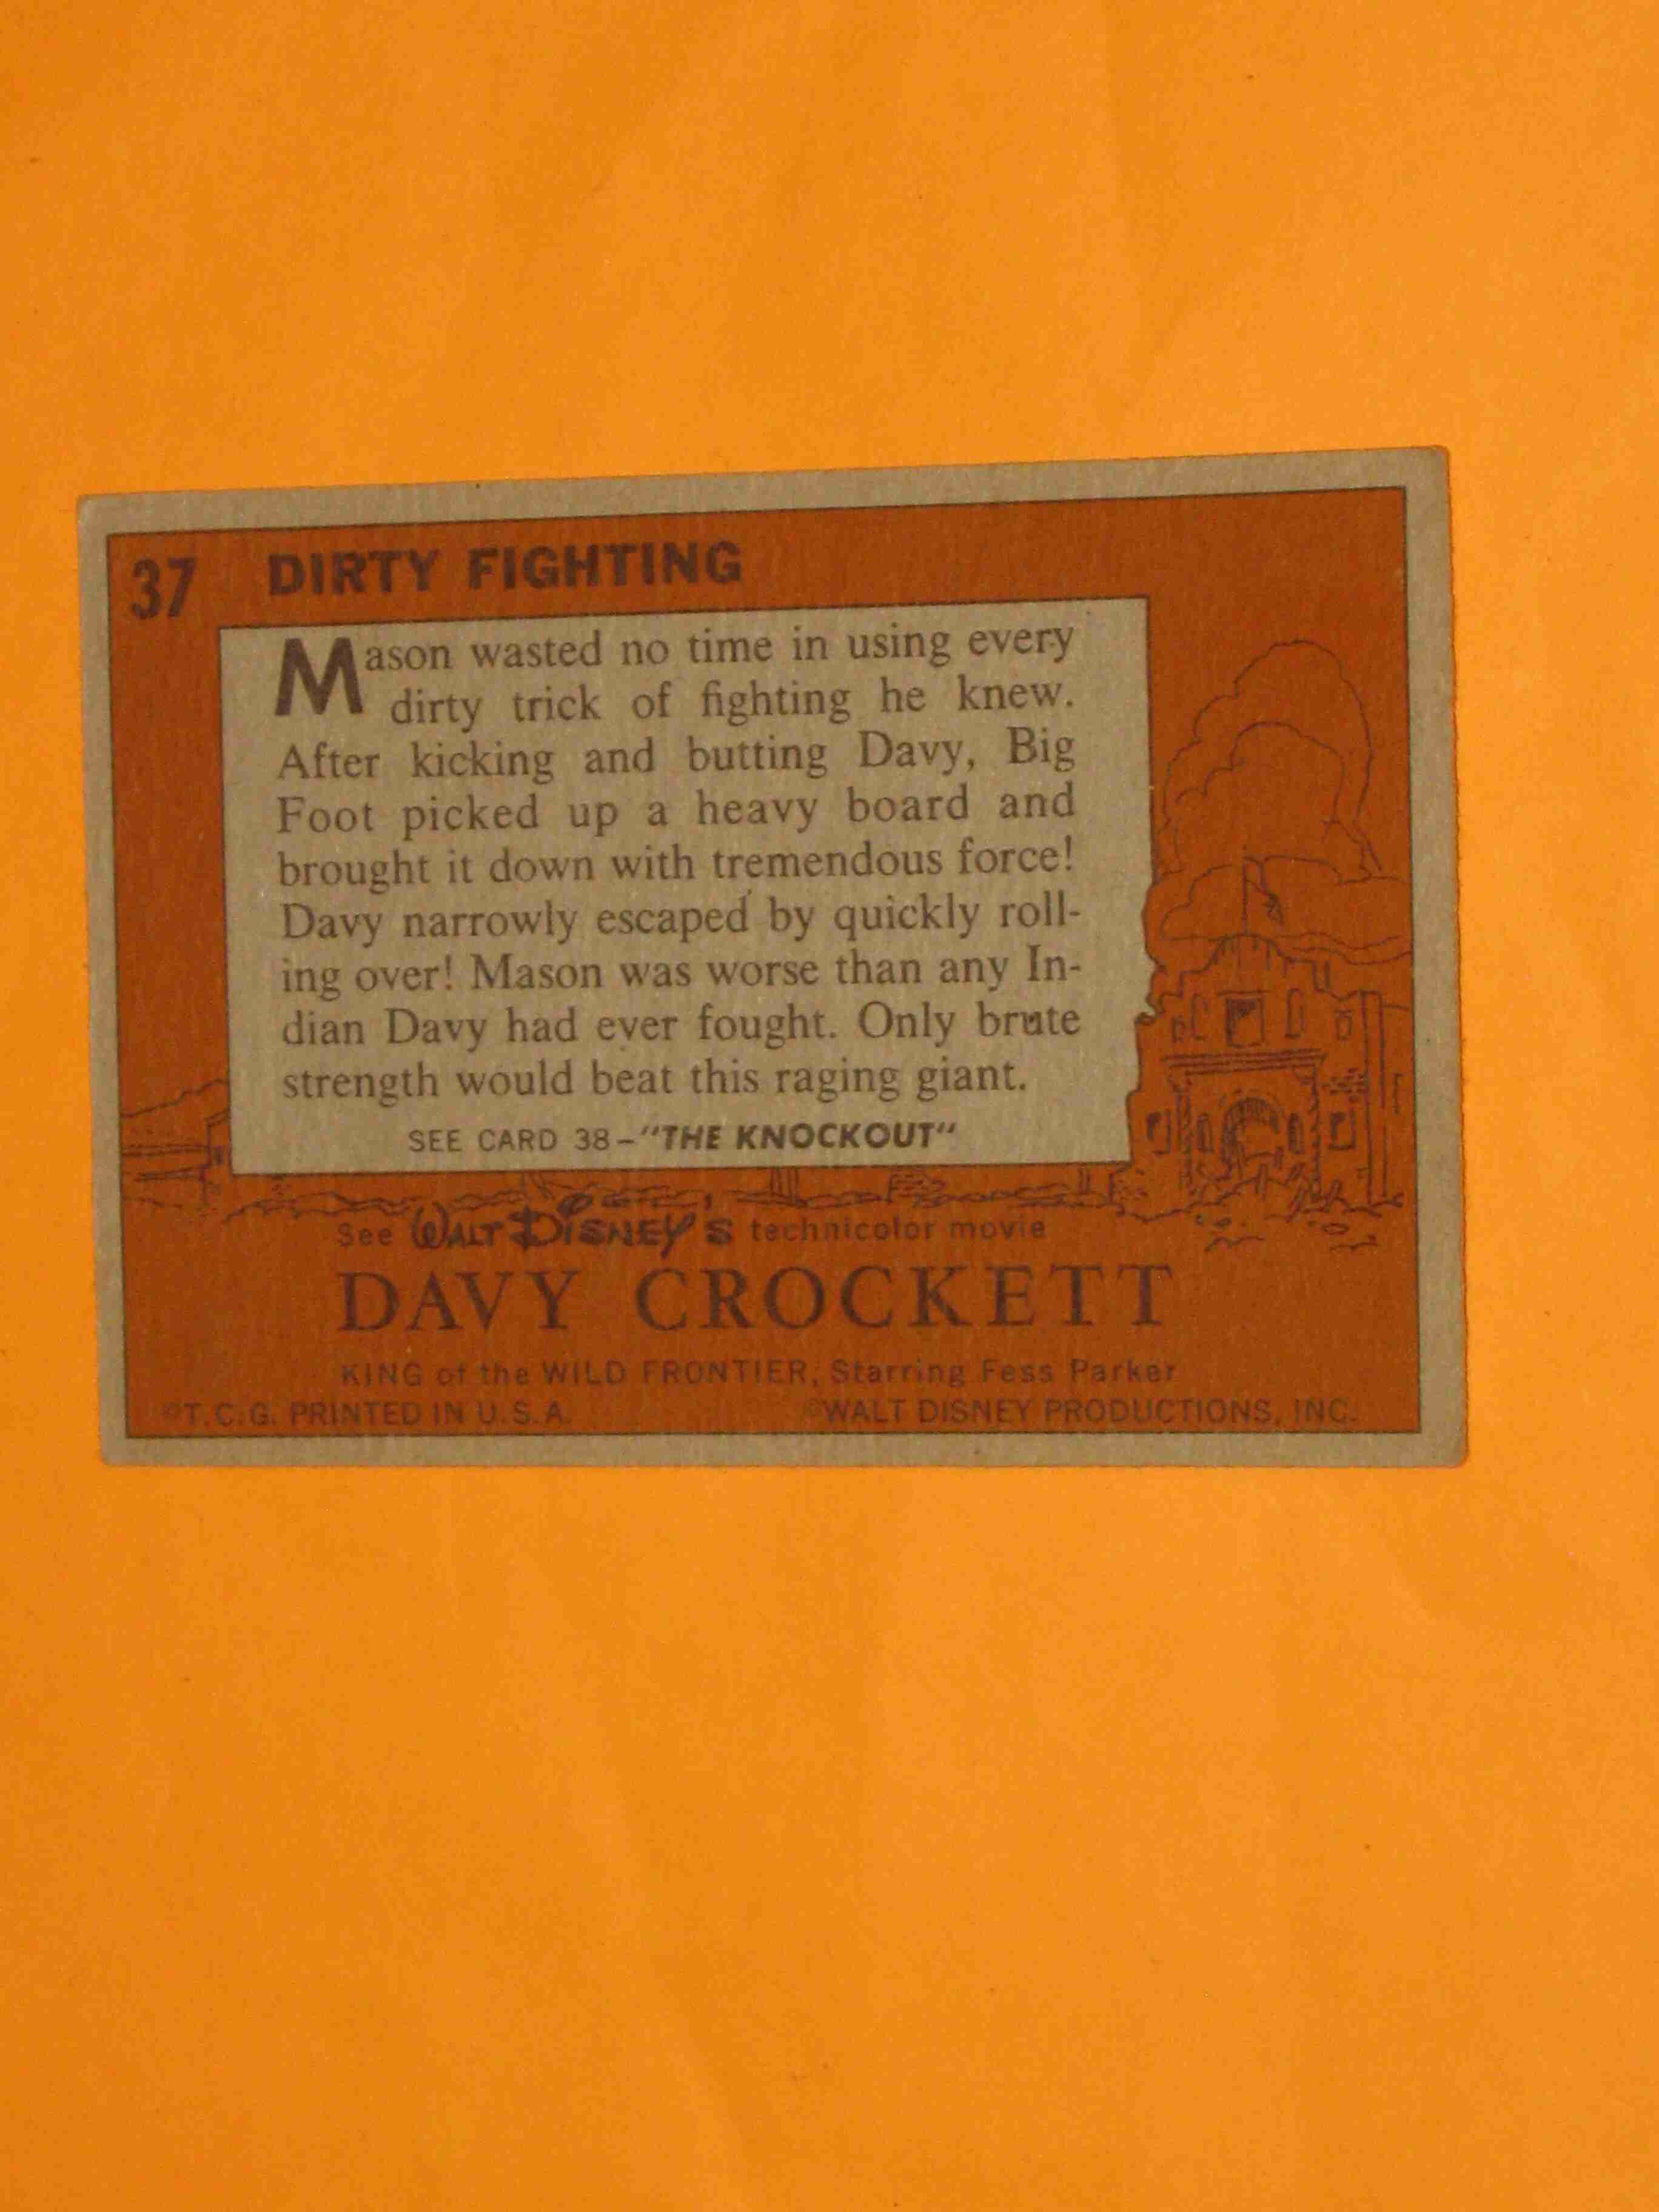 37 DIRTY FIGHTING
Mason wasted no time in using every
dirty trick of fighting he knew.
After kicking and butting Davy, Big
Foot picked up a heavy board and
brought it down with tremendous force!
Davy narrowly escaped by quickly roll-
ing over! Mason was worse than any In-
dian Davy had ever fought. Only brute
strength would beat this raging giant.
SEE CARD 38-"THE KNOCKOUT"
See WALT DISNEY'S technicolor movie
DAVY CROCKETT
KING of the WILD FRONTIER, Starring Fess Parker
©T.C.G. PRINTED IN U.S.A. ©WALT DISNEY PRODUCTIONS, INC.